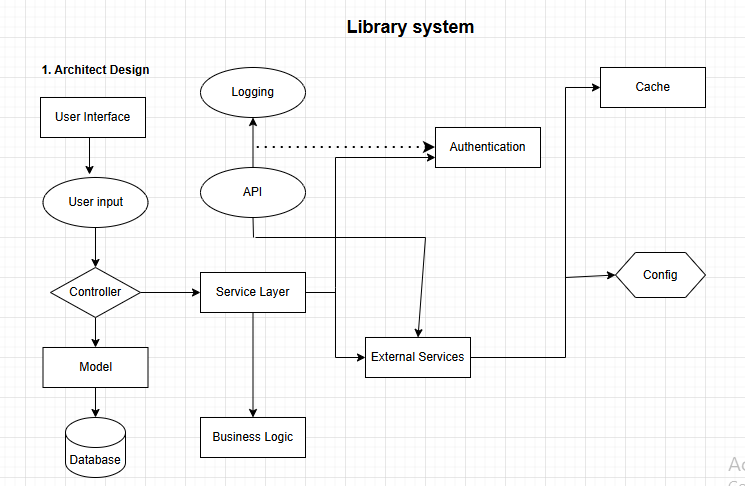 Library system
1. Architect Design
User Interface
Logging
Cache
Authentication
User input
API
Controller
Service Layer
Config
Model
External Services
Business Logic
Database